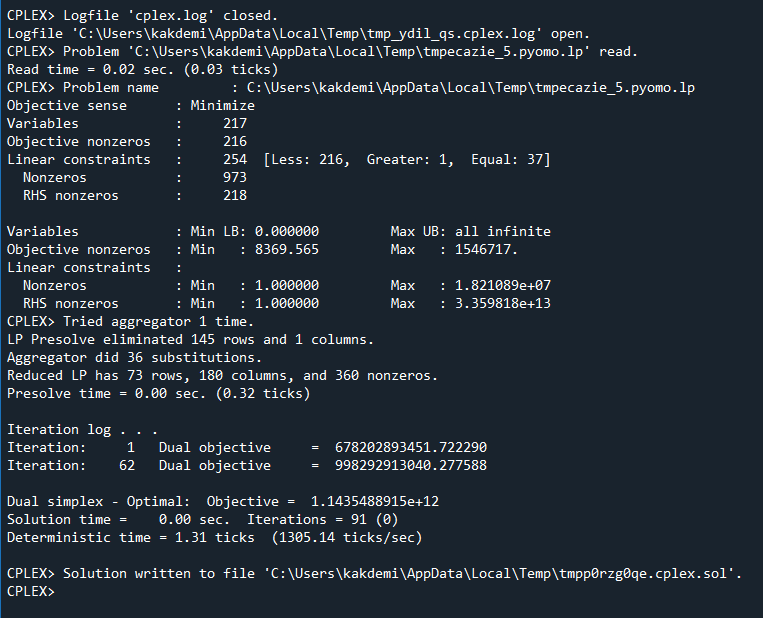 CPLEX> Logfile 'cplex.log' closed.
Logfile 'C:\Users\kakdemi\AppData\Local\Temp\tmp_ydil_qs.cplex.log' open.
CPLEX> Problem 'C:\Users\kakdemi\AppData\Local\Temp\tmpecazie_5.pyomo.lp' read.
Read time = 0.02 sec. (0.03 ticks)
CPLEX> Problem name         : C:\Users\kakdemi\AppData\Local\Temp\tmpecazie_5.pyomo.lp
Objective sense      : Minimize
Variables            :     217
Objective nonzeros   :     216
Linear constraints   :     254  [Less: 216,  Greater: 1,  Equal: 37]
  Nonzeros           :     973
  RHS nonzeros       :     218

Variables            : Min LB: 0.000000         Max UB: all infinite
Objective nonzeros   : Min   : 8369.565         Max   : 1546717.
Linear constraints   :
  Nonzeros           : Min   : 1.000000         Max   : 1.821089e+07
  RHS nonzeros       : Min   : 1.000000         Max   : 3.359818e+13
CPLEX> Tried aggregator 1 time.
LP Presolve eliminated 145 rows and 1 columns.
Aggregator did 36 substitutions.
Reduced LP has 73 rows, 180 columns, and 360 nonzeros.
Presolve time = 0.00 sec. (0.32 ticks)

Iteration log . . .
Iteration:     1   Dual objective     =  678202893451.722290
Iteration:    62   Dual objective     =  998292913040.277588

Dual simplex - Optimal:  Objective =  1.1435488915e+12
Solution time =    0.00 sec.  Iterations = 91 (0)
Deterministic time = 1.31 ticks  (1305.14 ticks/sec)

CPLEX> Solution written to file 'C:\Users\kakdemi\AppData\Local\Temp\tmpp0rzg0qe.cplex.sol'.
CPLEX>